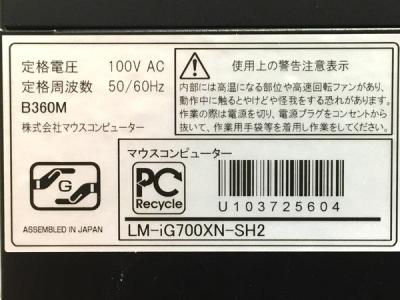 定格電圧 100V AC
定格周波数 50/60Hz
B360M
株式会社マウスコンピューター
使用上の警告注意表示
内部には高温になる部位や高速回転ファンがあり、
動作中に触るとやけどや怪我をする恐れがあります。
作業の際は電源を切り、電源プラグをコンセントから
抜いて、作業用手袋等を着用し作業をしてください。
G
ASSEMBLED IN JAPAN
マウスコンピューター
PC
Recycle
U103725604
LM-iG700XN-SH2